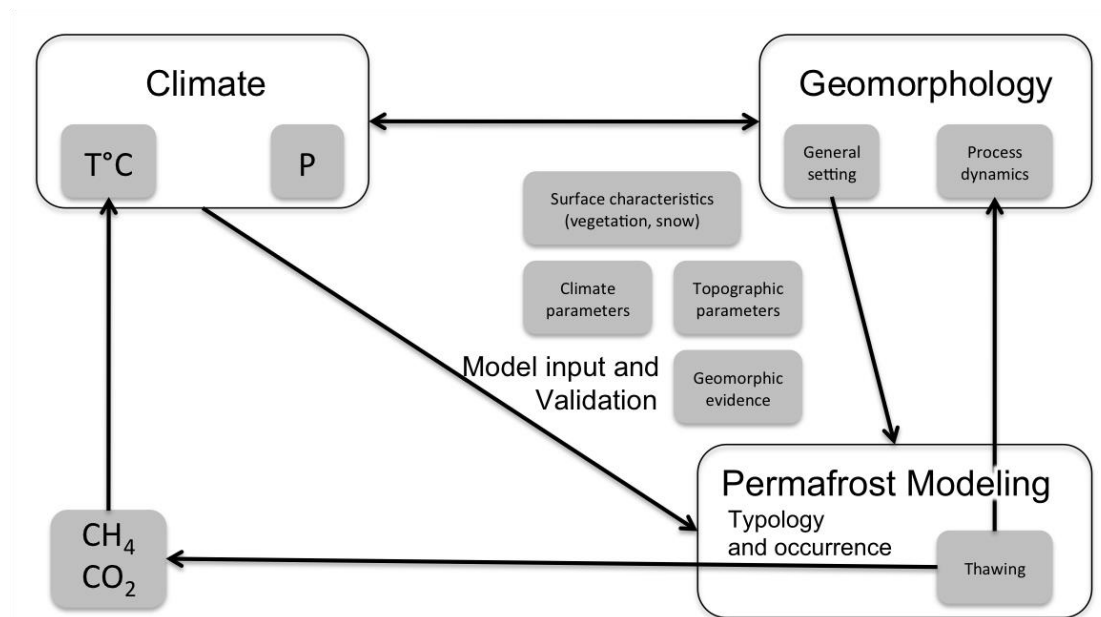 Climate
T°C
P
Geomorphology
General
setting
Process
dynamics
Surface characteristics
(vegetation, snow)
Climate
parameters
Topographic
parameters
Model input and
Validation
Geomorphic
evidence
Permafrost Modeling
Typology
and occurrence
Thawing
CH₄
CO₂